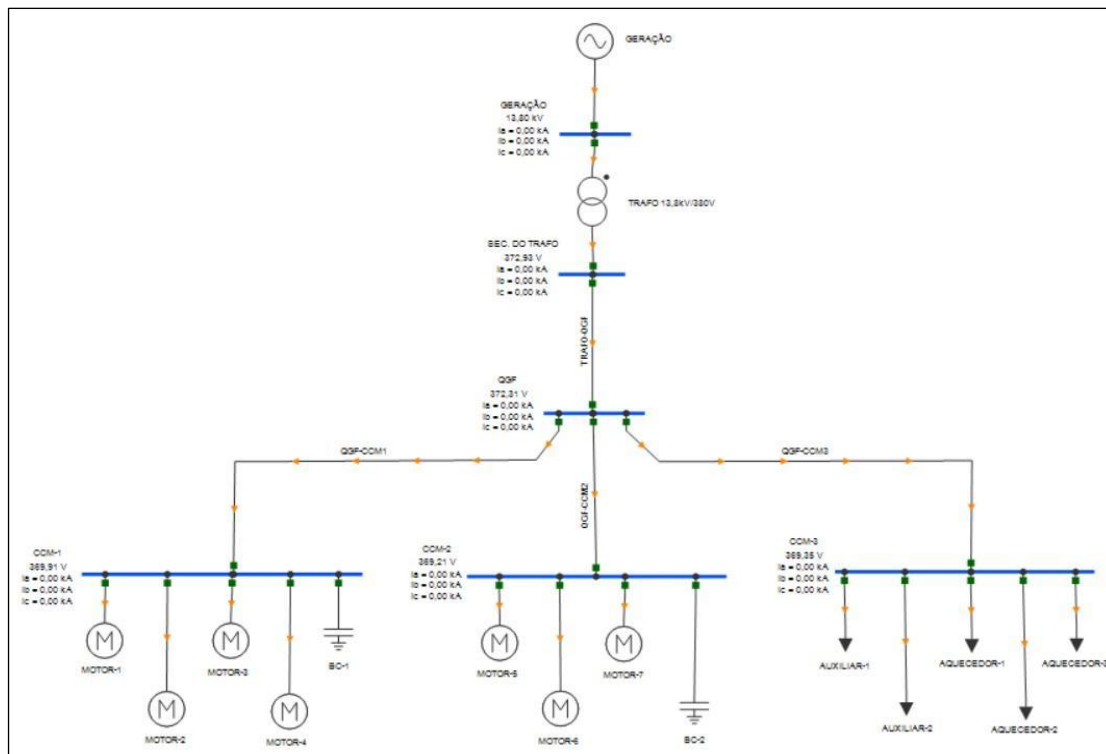 GERAÇÃO
GERAÇÃO
13,80 kV
Ia = 0,00 kA
Ib = 0,00 kA
Ic = 0,00 kA
TRAFO 13,8kV/380V
SEC. DO TRAFO
372,93 V
Ia = 0,00 kA
Ib = 0,00 kA
Ic = 0,00 kA
TRAFO-QGF
QGF
372,31 V
Ia = 0,00 kA
Ib = 0,00 kA
Ic = 0,00 kA
QGF-CCM1
QGF-CCM2
QGF-CCM3
CCM-1
369,91 V
Ia = 0,00 kA
Ib = 0,00 kA
Ic = 0,00 kA
M
MOTOR-1
M
MOTOR-2
M
MOTOR-3
M
MOTOR-4
BC-1
CCM-2
369,21 V
Ia = 0,00 kA
Ib = 0,00 kA
Ic = 0,00 kA
M
MOTOR-5
M
MOTOR-6
M
MOTOR-7
BC-2
CCM-3
369,35 V
Ia = 0,00 kA
Ib = 0,00 kA
Ic = 0,00 kA
AUXILIAR-1
AUXILIAR-2
AQUECEDOR-1
AQUECEDOR-2
AQUECEDOR-3